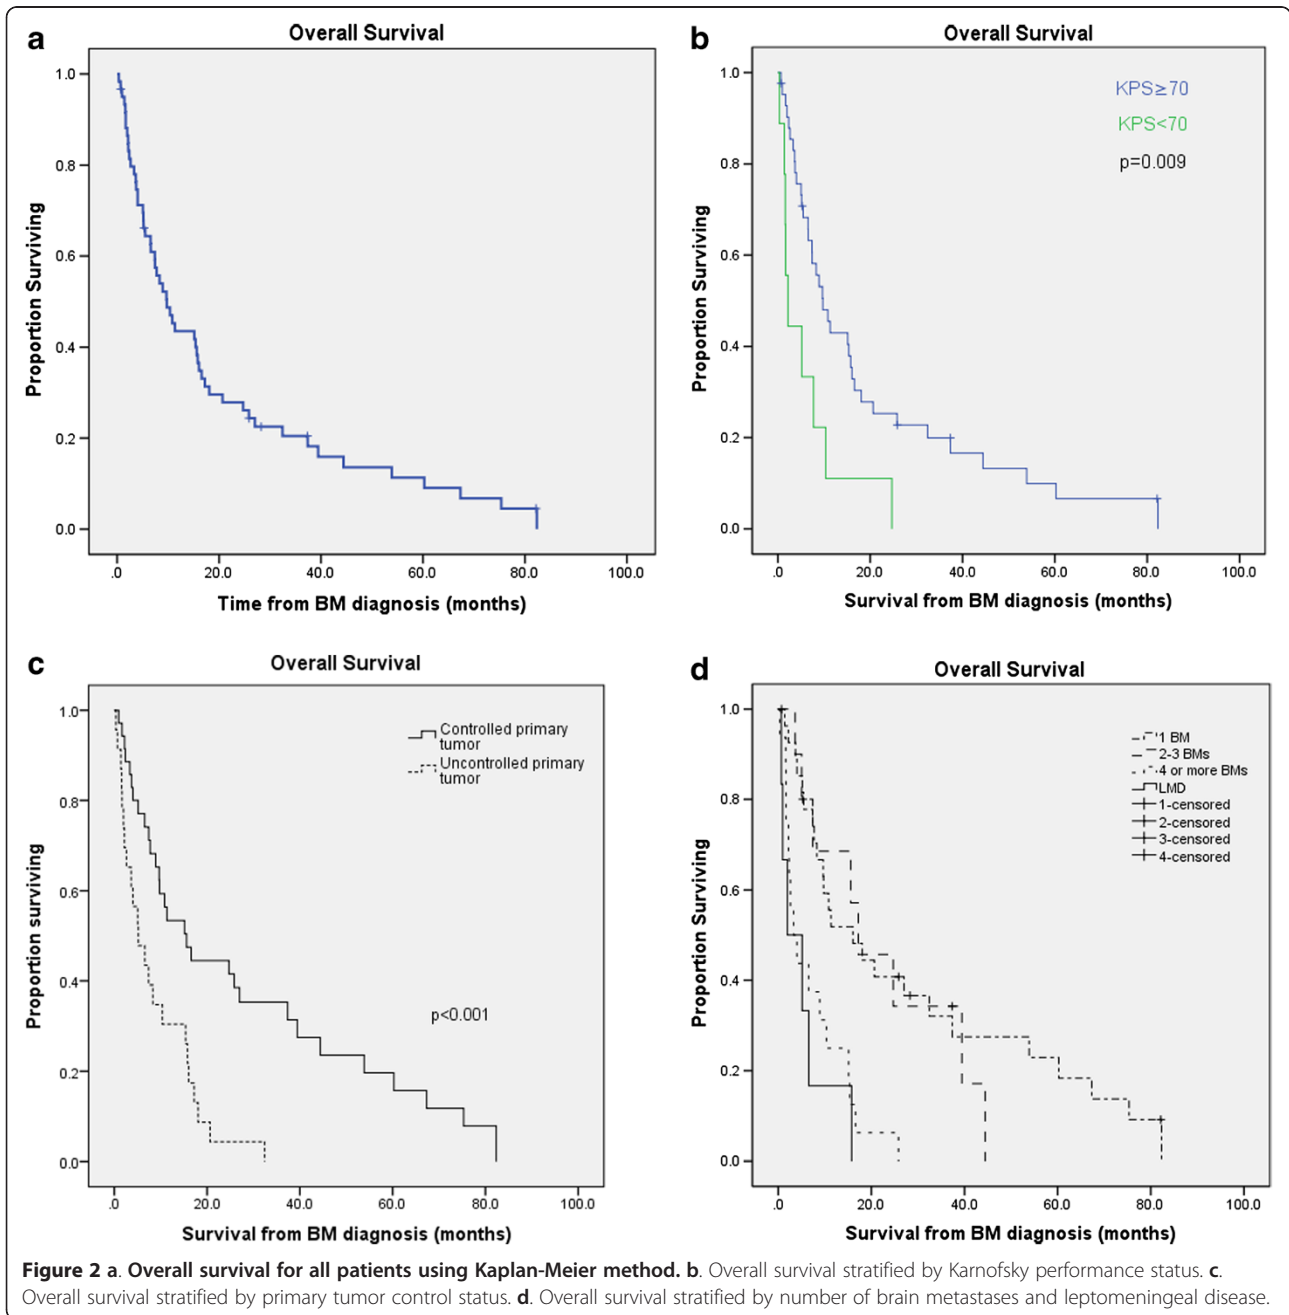 a
Overall Survival
1.0
0.8
0.6
0.4
0.2
0.0
Proportion Surviving
.0 20.0 40.0 60.0 80.0 100.0
Time from BM diagnosis (months)
b
Overall Survival
KPS≥70
KPS<70
p=0.009
1.0
0.8
0.6
0.4
0.2
0.0
Proportion Surviving
.0 20.0 40.0 60.0 80.0 100.0
Survival from BM diagnosis (months)
c
Overall Survival
Controlled primary
tumor
Uncontrolled primary
tumor
p<0.001
1.0
0.8
0.6
0.4
0.2
0.0
Proportion surviving
.0 20.0 40.0 60.0 80.0 100.0
Survival from BM diagnosis (months)
d
Overall Survival
1 BM
2-3 BMs
4 or more BMs
LMD
1-censored
2-censored
3-censored
4-censored
1.0
0.8
0.6
0.4
0.2
0.0
Proportion Surviving
.0 20.0 40.0 60.0 80.0 100.0
Survival from BM diagnosis (months)
Figure 2 a. Overall survival for all patients using Kaplan-Meier method. b. Overall survival stratified by Karnofsky performance status. c.
Overall survival stratified by primary tumor control status. d. Overall survival stratified by number of brain metastases and leptomeningeal disease.